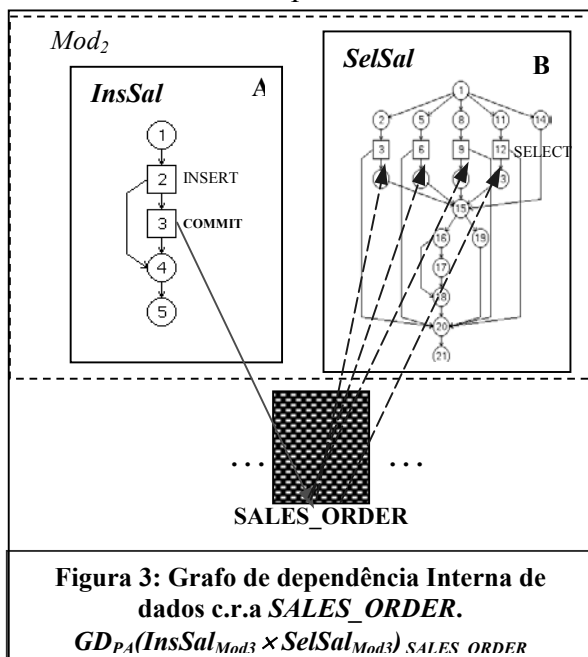 Mod2
InsSal A
1
2 INSERT
3 COMMIT
4
5
SelSal B
1
2 5 8 11 14
3 6 9 12 SELECT
15
16 19
17
18
20
21
... ...
SALES_ORDER
Figura 3: Grafo de dependência Interna de
dados c.r.a SALES_ORDER.
GDPA(InsSalMod3 × SelSalMod3) SALES_ORDER